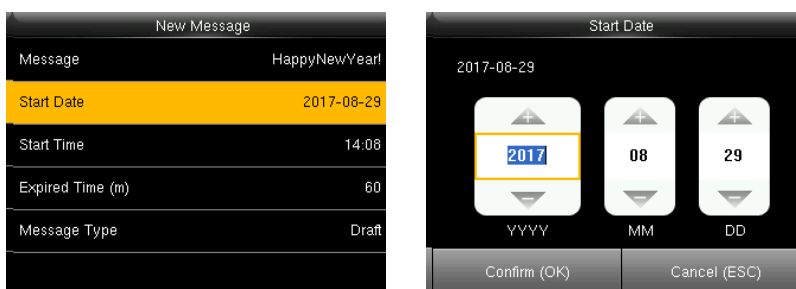 New Message
Message HappyNewYear!
Start Date 2017-08-29
Start Time 14:08
Expired Time (m) 60
Message Type Draft
Start Date
2017-08-29
2017 08 29
YYYY MM DD
Confirm (OK) Cancel (ESC)